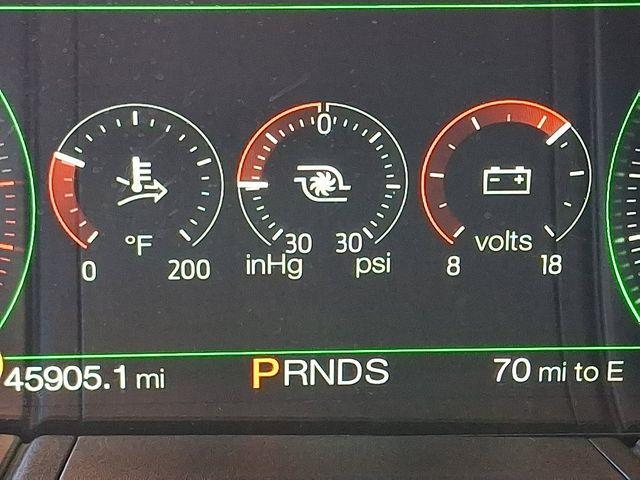 0
°F
0 200
30 30
inHg psi
volts
8 18
45905.1 mi
PRNDS
70 mi to E